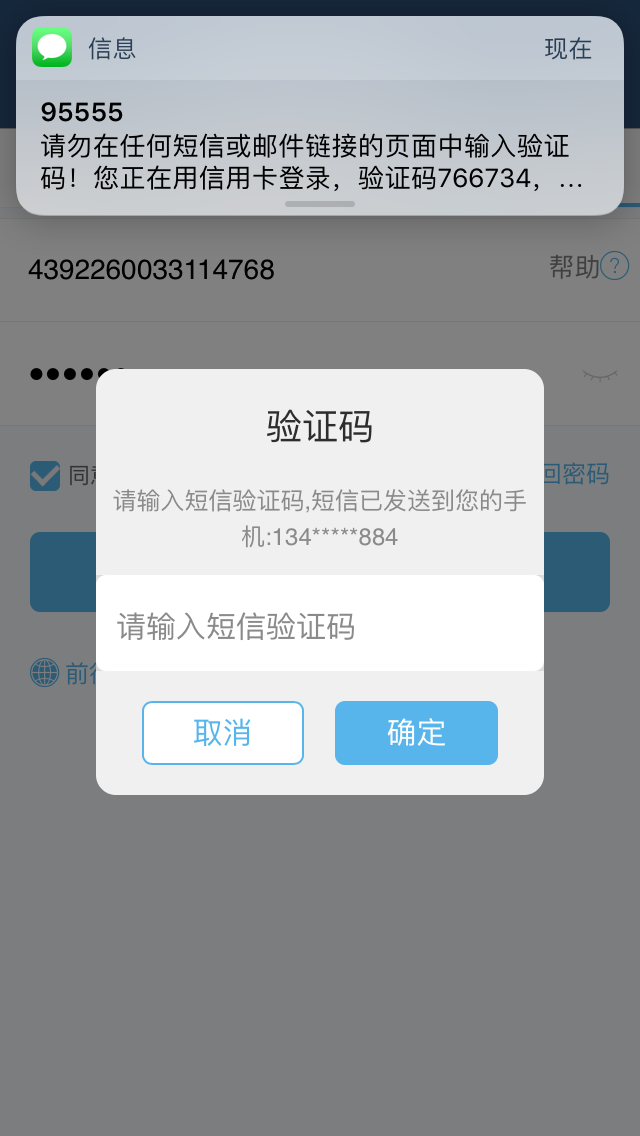 信息
现在
95555
请勿在任何短信或邮件链接的页面中输入验证
码！您正在用信用卡登录，验证码766734，…
4392260033114768
帮助?
验证码
同意
回密码
请输入短信验证码,短信已发送到您的手
机:134*****884
请输入短信验证码
前往
取消
确定